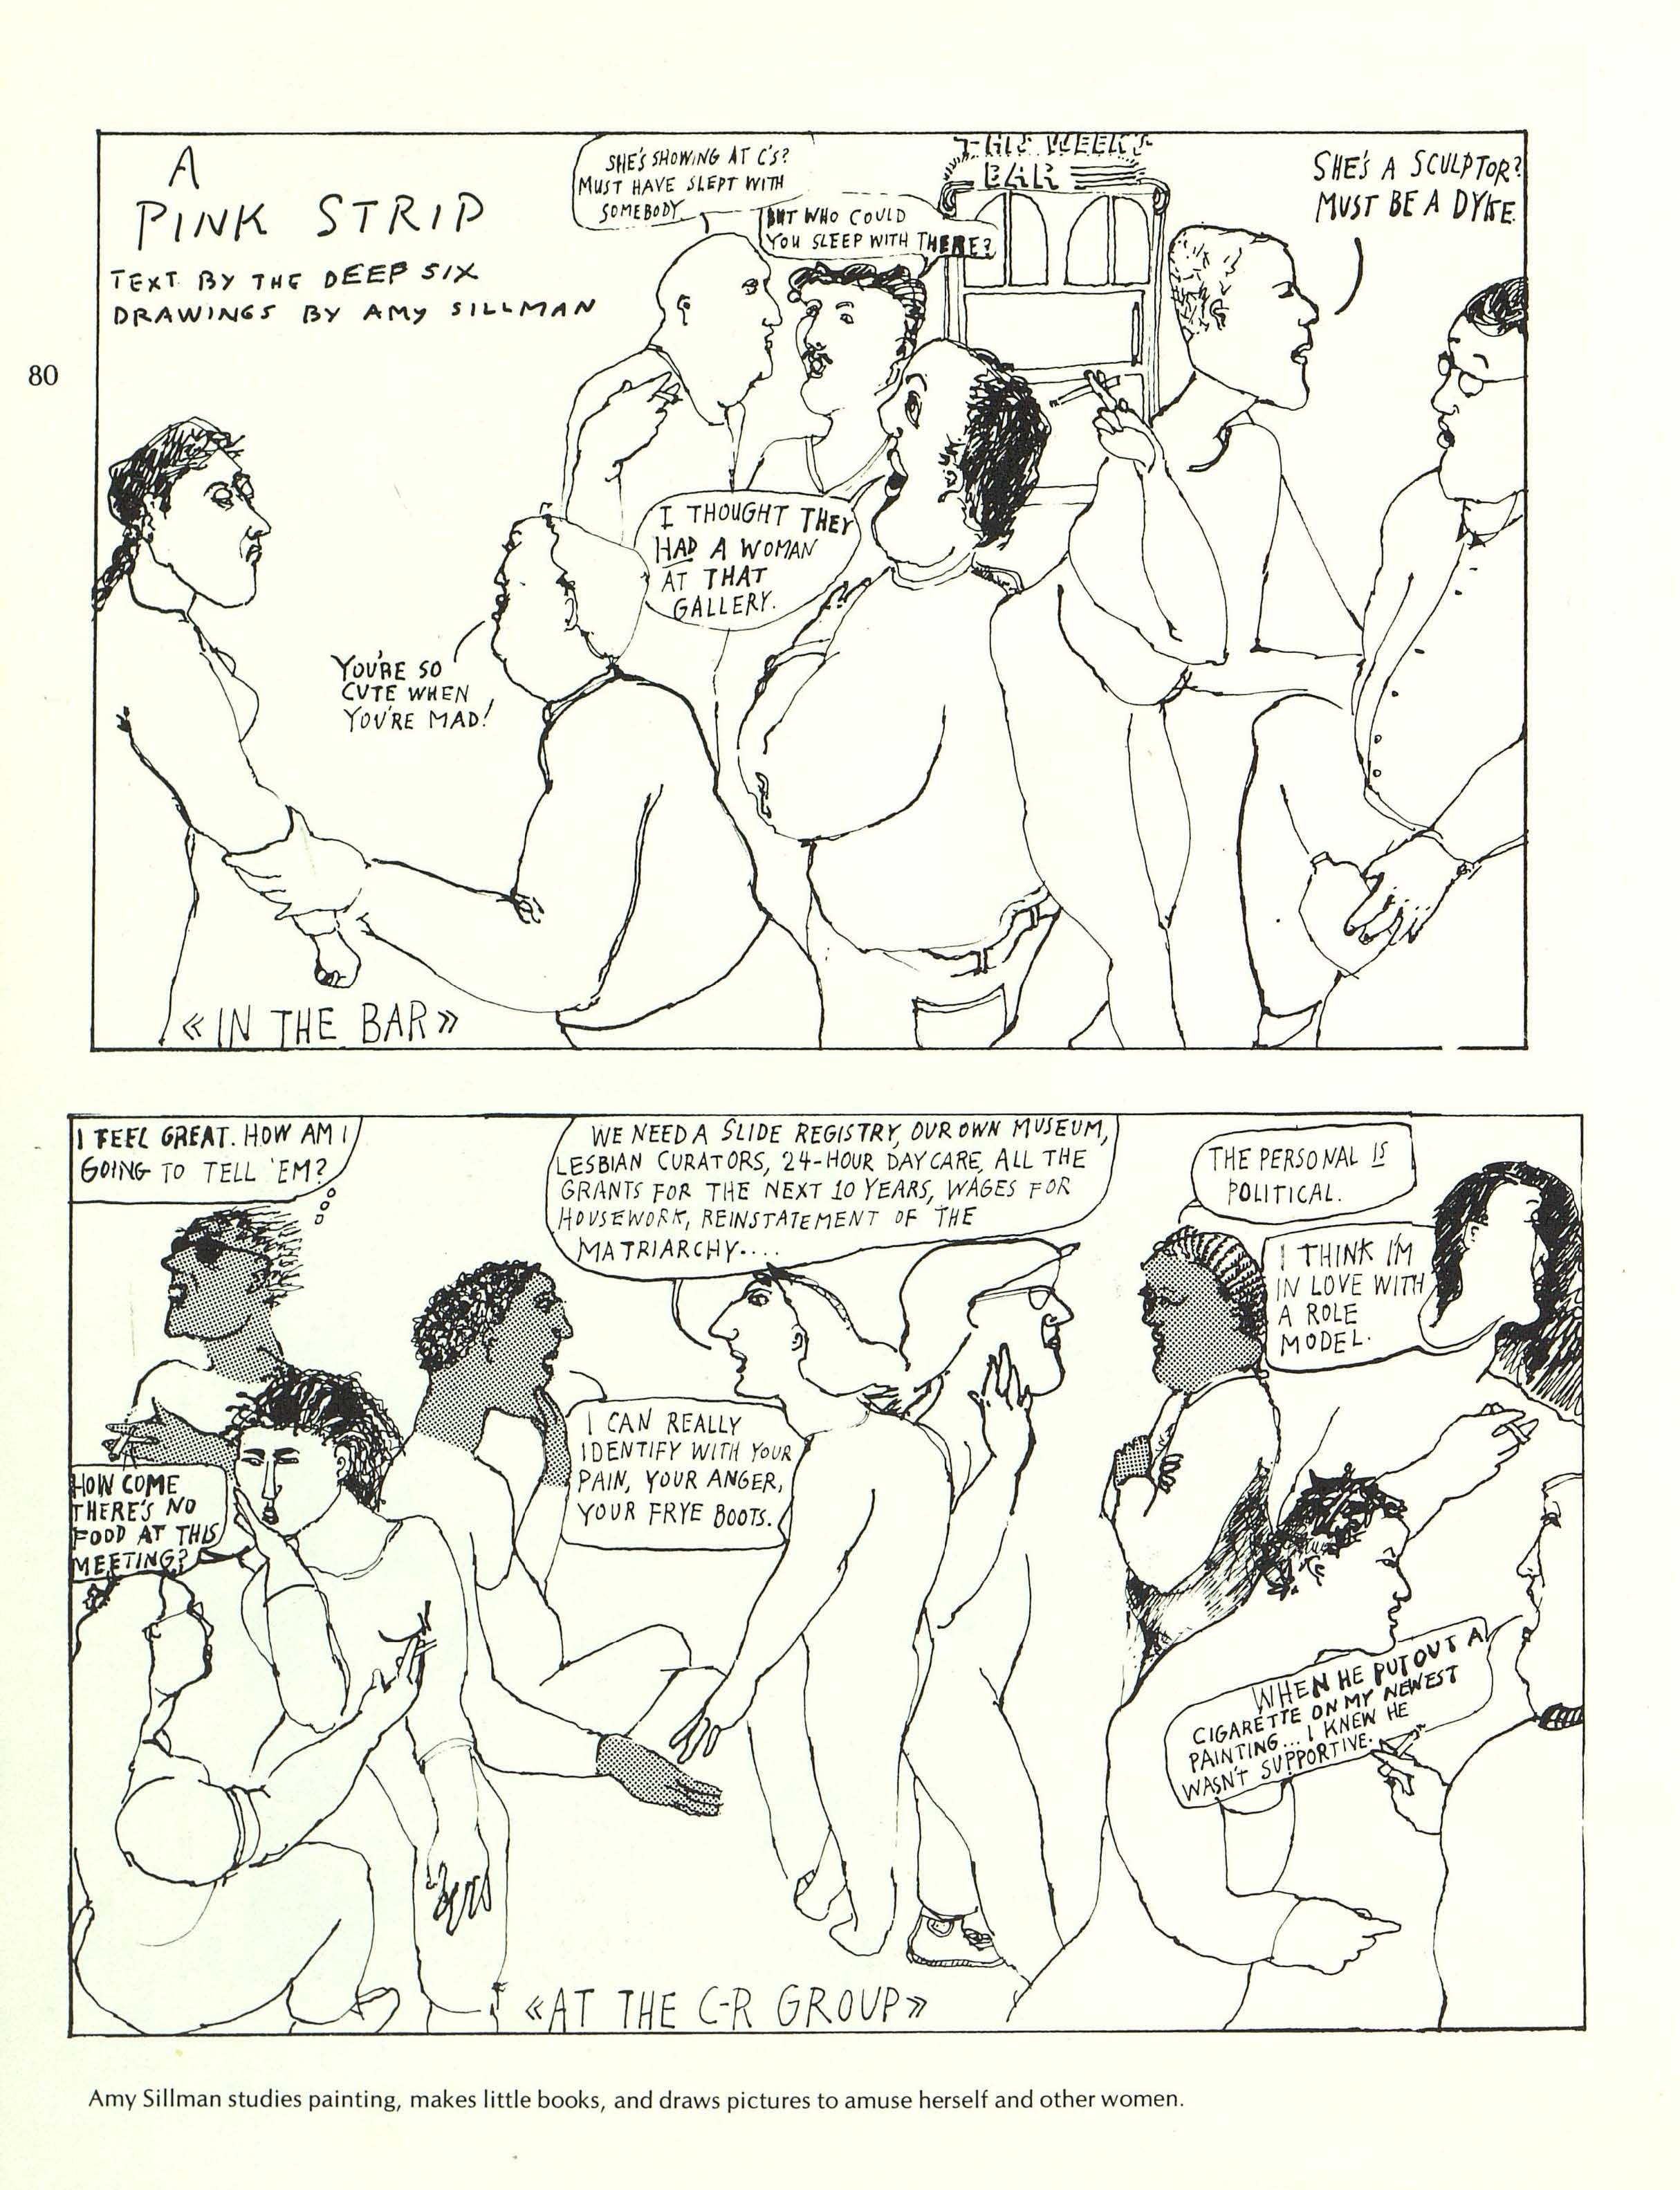 A
PINK STRIP
TEXT BY THE DEEP SIX
DRAWINGS BY AMY SILLMAN
80
SHE'S SHOWING AT C'S?
MUST HAVE SLEPT WITH
SOMEBODY
BUT WHO COULD
YOU SLEEP WITH THERE?
THIS WEEK'S
BAR
SHE'S A SCULPTOR?
MUST BE A DYKE.
I THOUGHT THEY
HAD A WOMAN
AT THAT
GALLERY.
YOU'RE SO
CUTE WHEN
YOU'RE MAD!
«IN THE BAR»
I FEEL GREAT. HOW AM I
GOING TO TELL 'EM?
WE NEED A SLIDE REGISTRY, OUR OWN MUSEUM,
LESBIAN CURATORS, 24-HOUR DAY CARE, ALL THE
GRANTS FOR THE NEXT 10 YEARS, WAGES FOR
HOUSEWORK, REINSTATEMENT OF THE
MATRIARCHY....
THE PERSONAL IS
POLITICAL.
I THINK I'M
IN LOVE WITH
A ROLE
MODEL.
I CAN REALLY
IDENTIFY WITH YOUR
PAIN, YOUR ANGER,
YOUR FRYE BOOTS.
HOW COME
THERE'S NO
FOOD AT THIS
MEETING?
WHEN HE PUT OUT A
CIGARETTE ON MY NEWEST
PAINTING... I KNEW HE
WASN'T SUPPORTIVE.
«AT THE C-R GROUP»
Amy Sillman studies painting, makes little books, and draws pictures to amuse herself and other women.